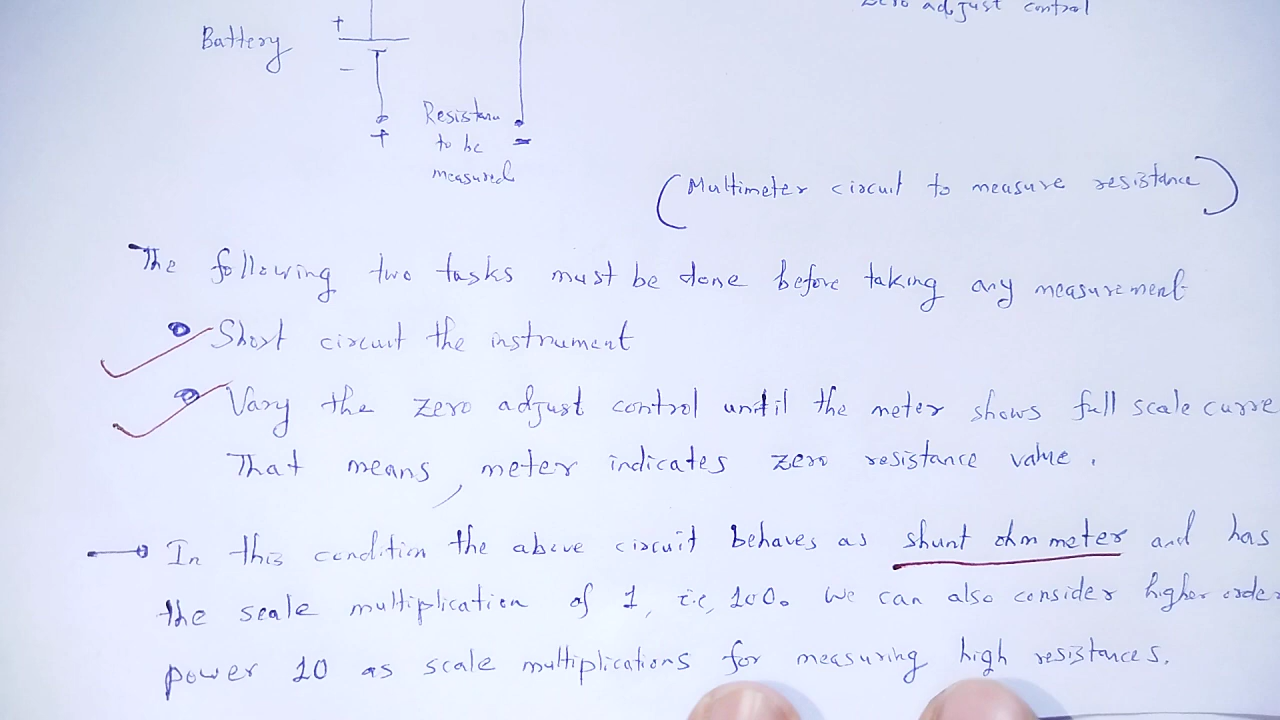 Zero adjust control
Battery
+
-
+
Resistance
to be
measured
-
(Multimeter circuit to measure resistance)
The following two tasks must be done before taking any measurement
Short circuit the instrument
Vary the zero adjust control until the meter shows full scale curre
That means, meter indicates zero resistance value.
In this condition the above circuit behaves as shunt ohm meter and has
the scale multiplication of 1, i.e, 100. We can also consider higher order
power 10 as scale multiplications for measuring high resistances.